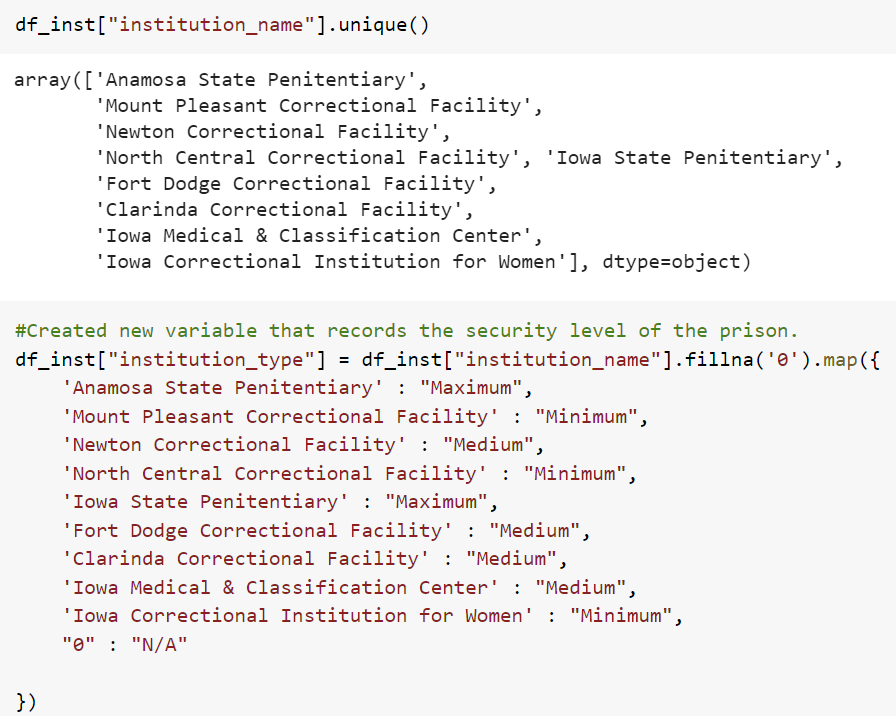 df_inst["institution_name"].unique()
array(['Anamosa State Penitentiary',
'Mount Pleasant Correctional Facility',
'Newton Correctional Facility',
'North Central Correctional Facility', 'Iowa State Penitentiary',
'Fort Dodge Correctional Facility',
'Clarinda Correctional Facility',
'Iowa Medical & Classification Center',
'Iowa Correctional Institution for Women'], dtype=object)
#Created new variable that records the security level of the prison.
df_inst["institution_type"] = df_inst["institution_name"].fillna('0').map({
'Anamosa State Penitentiary' : "Maximum",
'Mount Pleasant Correctional Facility' : "Minimum",
'Newton Correctional Facility' : "Medium",
'North Central Correctional Facility' : "Minimum",
'Iowa State Penitentiary' : "Maximum",
'Fort Dodge Correctional Facility' : "Medium",
'Clarinda Correctional Facility' : "Medium",
'Iowa Medical & Classification Center' : "Medium",
'Iowa Correctional Institution for Women' : "Minimum",
"0" : "N/A"
})